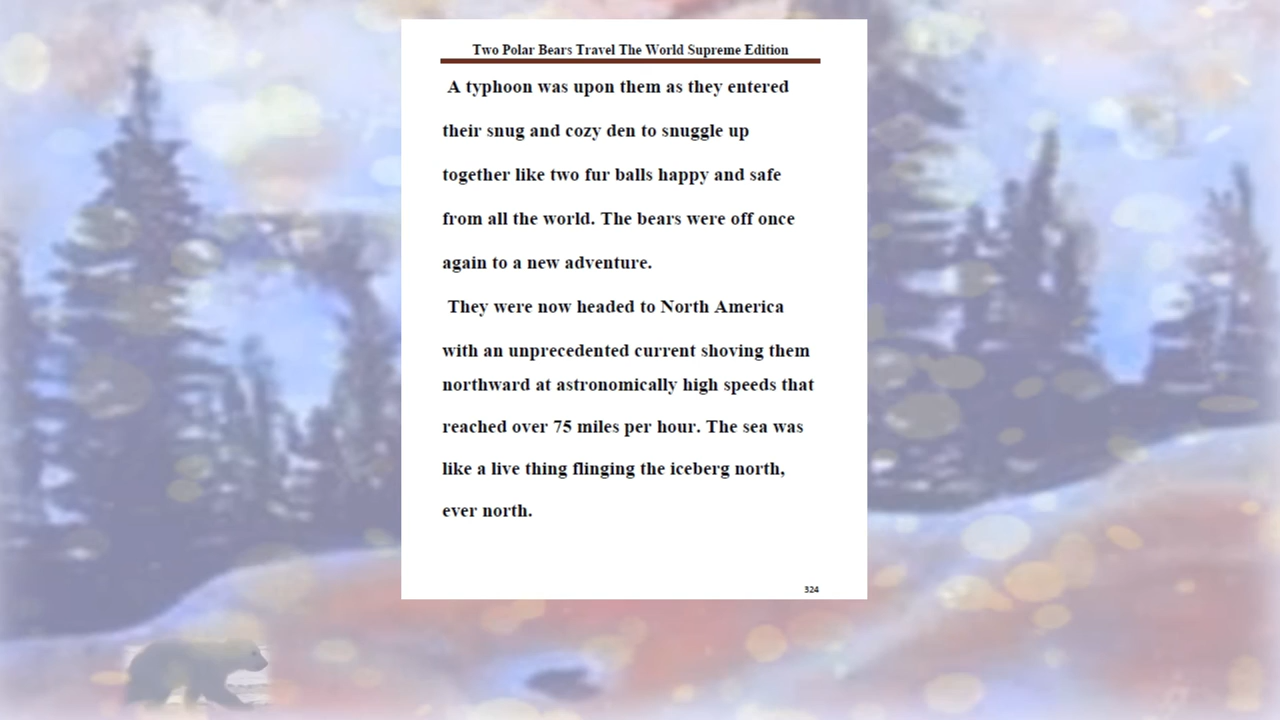 Two Polar Bears Travel The World Supreme Edition
A typhoon was upon them as they entered
their snug and cozy den to snuggle up
together like two fur balls happy and safe
from all the world. The bears were off once
again to a new adventure.
They were now headed to North America
with an unprecedented current shoving them
northward at astronomically high speeds that
reached over 75 miles per hour. The sea was
like a live thing flinging the iceberg north,
ever north.
324